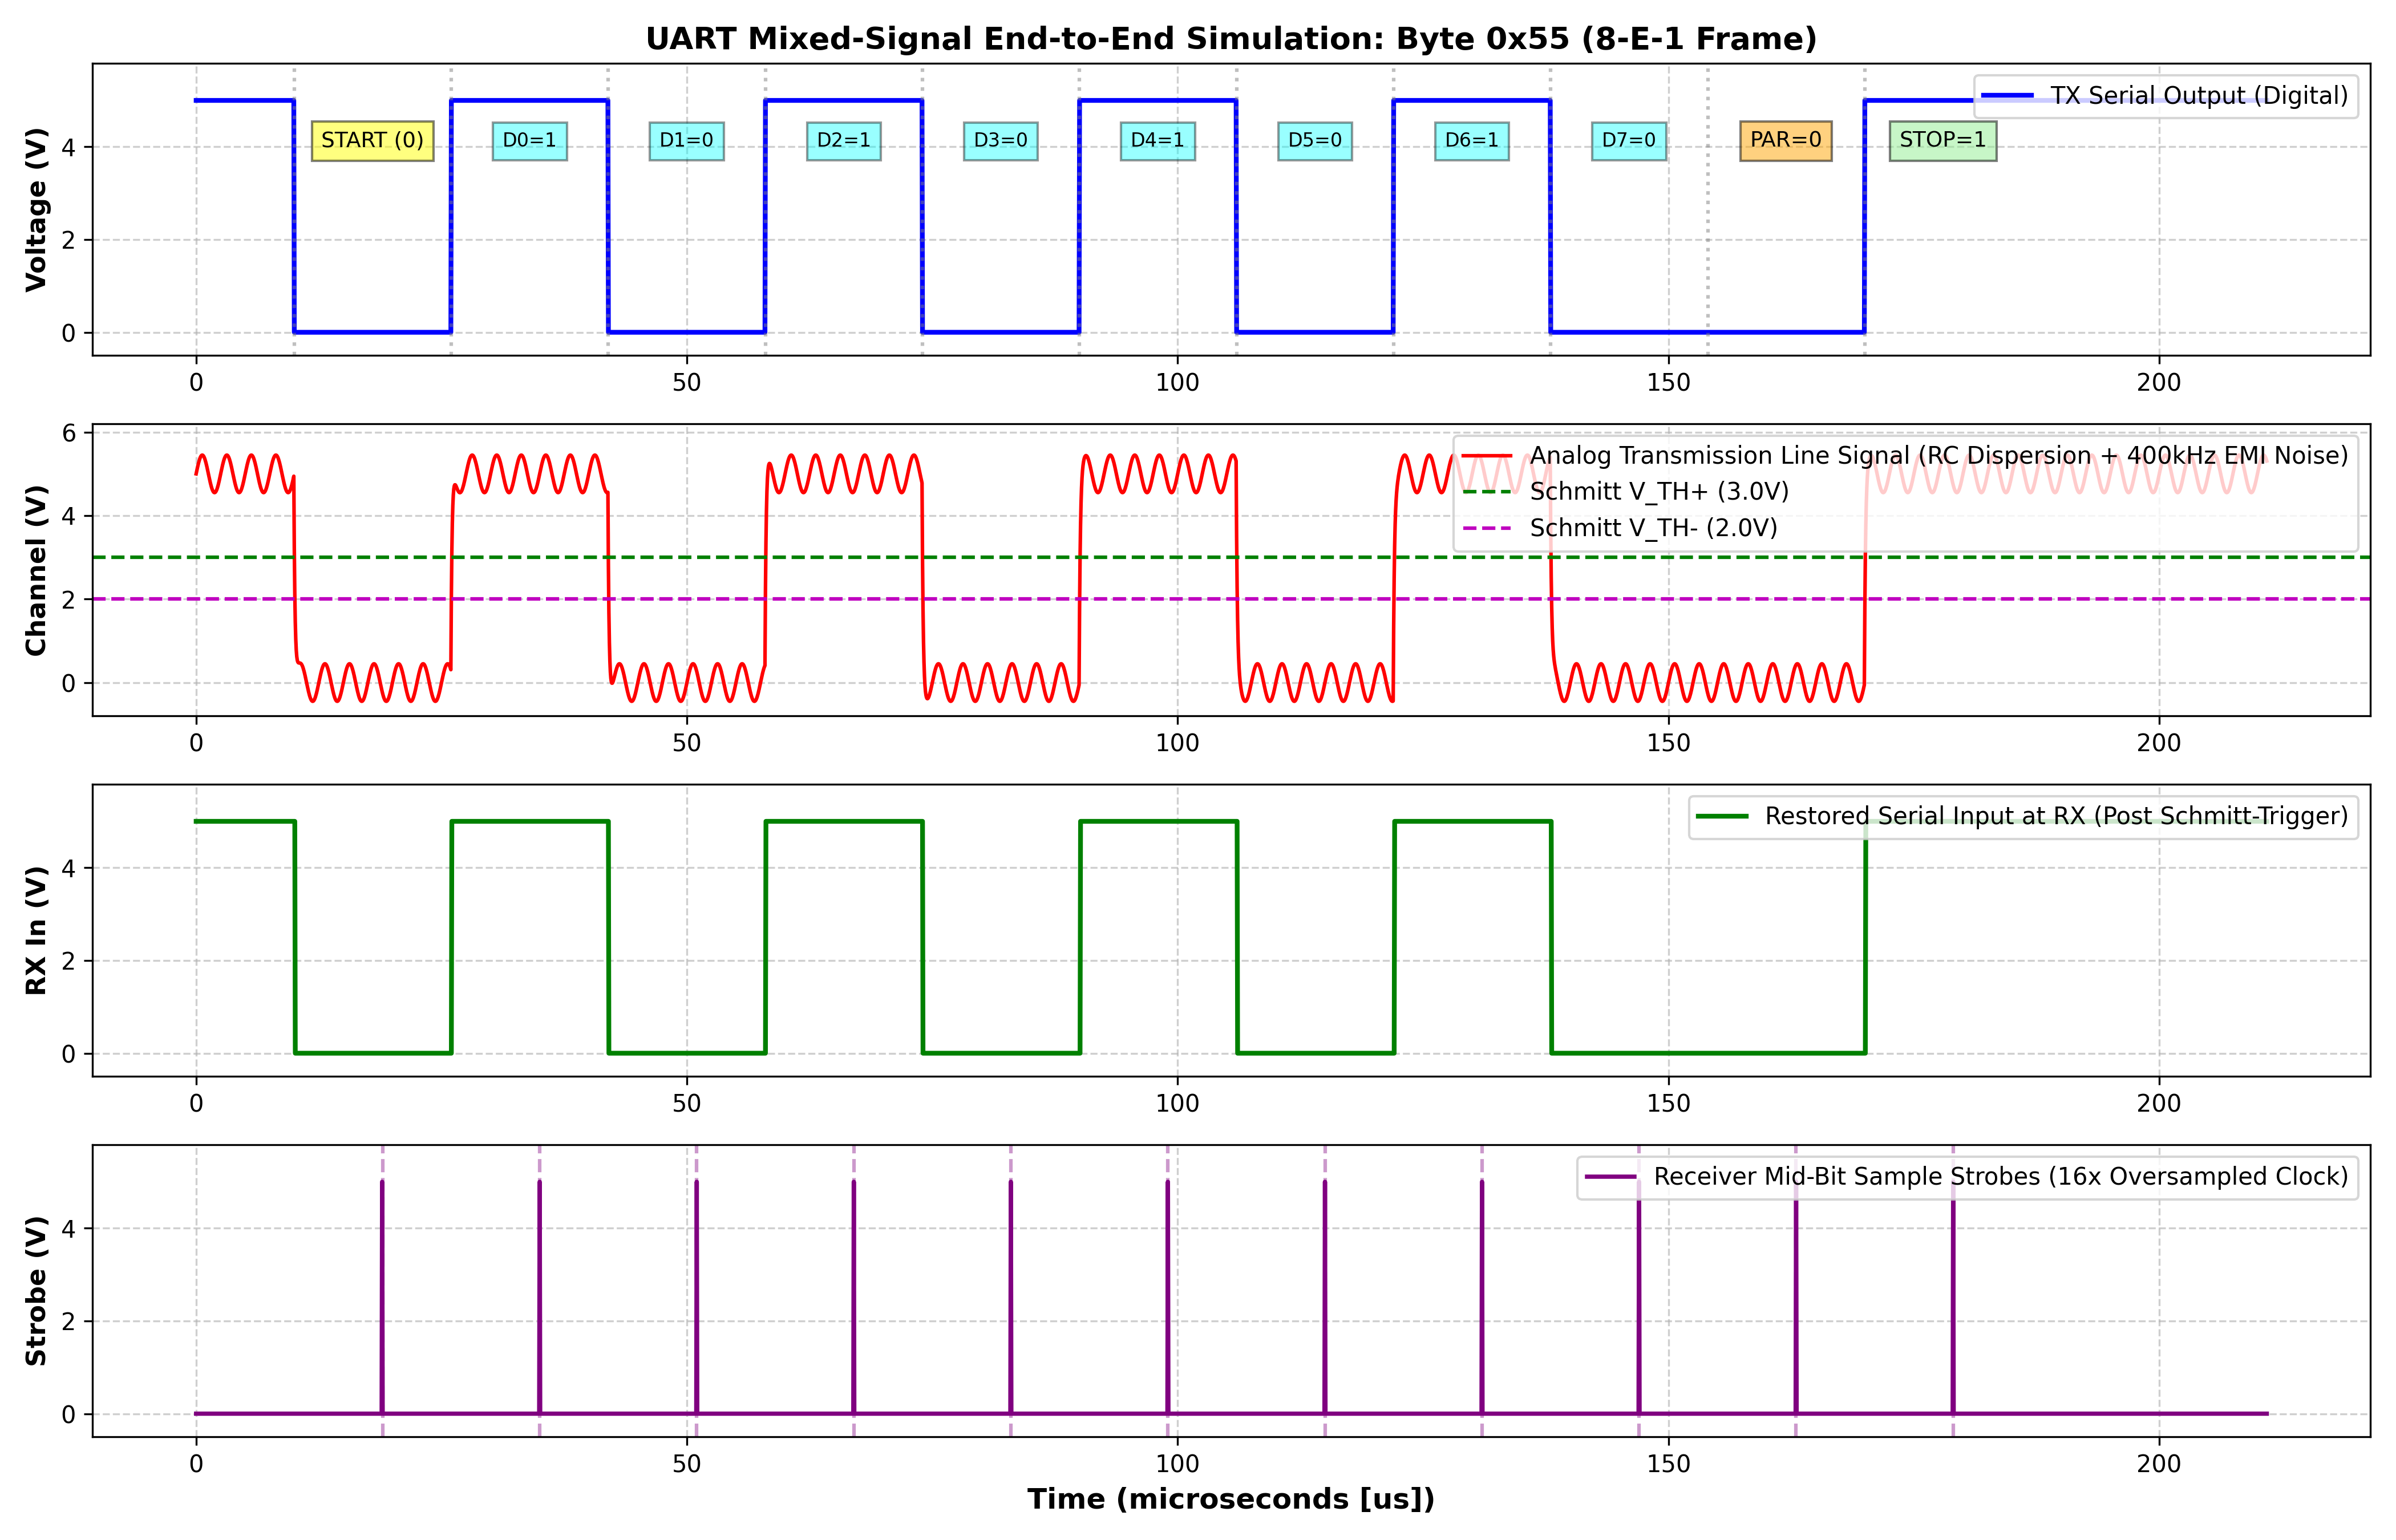 UART Mixed-Signal End-to-End Simulation: Byte 0x55 (8-E-1 Frame)
Voltage (V)
4
2
0
TX Serial Output (Digital)
START (0) D0=1 D1=0 D2=1 D3=0 D4=1 D5=0 D6=1 D7=0 PAR=0 STOP=1
0 50 100 150 200
Channel (V)
6
4
2
0
Analog Transmission Line Signal (RC Dispersion + 400kHz EMI Noise)
Schmitt V_TH+ (3.0V)
Schmitt V_TH- (2.0V)
0 50 100 150 200
RX In (V)
4
2
0
Restored Serial Input at RX (Post Schmitt-Trigger)
0 50 100 150 200
Strobe (V)
4
2
0
Receiver Mid-Bit Sample Strobes (16x Oversampled Clock)
0 50 100 150 200
Time (microseconds [us])